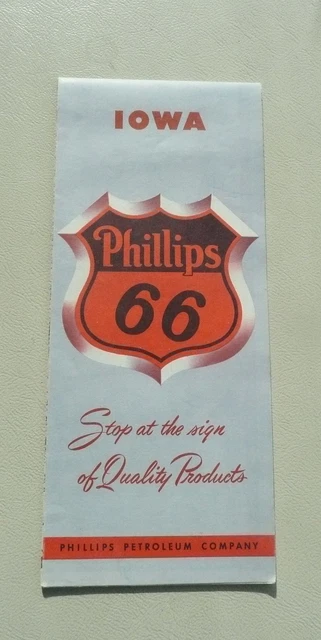 IOWA
Phillips
66
Stop at the sign
of Quality Products
PHILLIPS PETROLEUM COMPANY